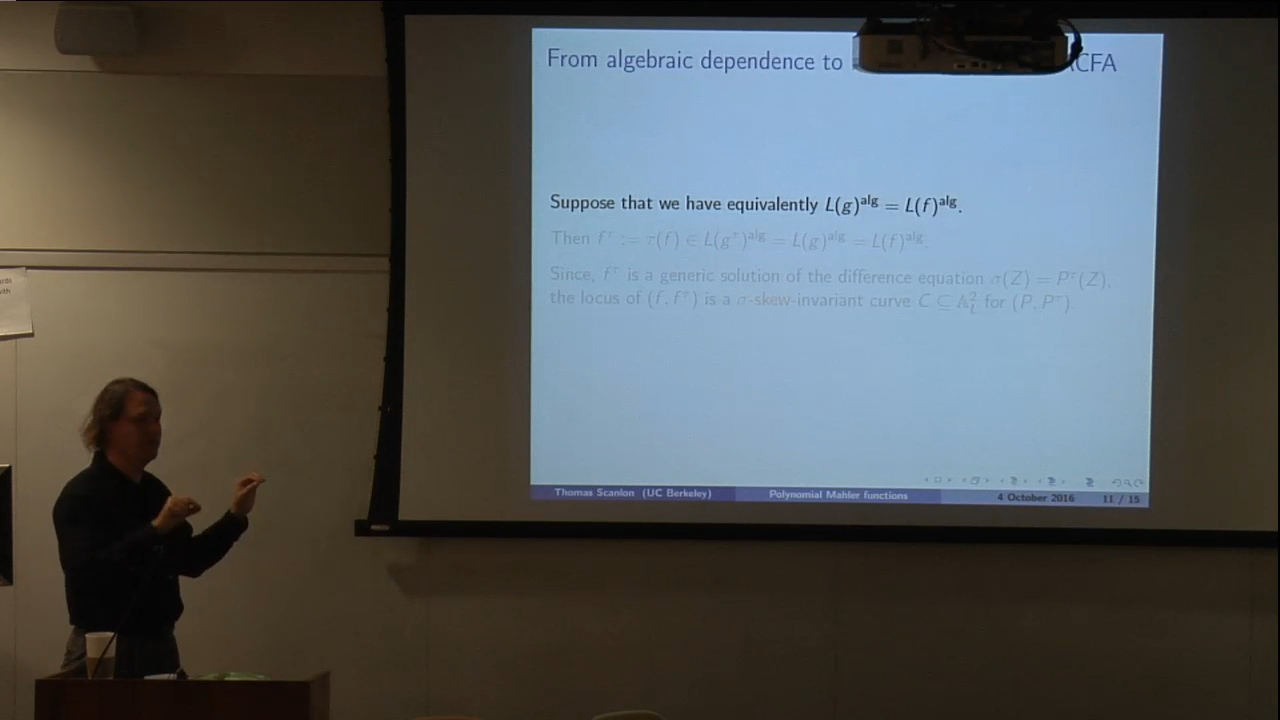 From algebraic dependence to CFA
Suppose that we have equivalently L(g)^alg = L(f)^alg.
Then f^τ := τ(f) ∈ L(g^τ)^alg = L(g)^alg = L(f)^alg.
Since, f^τ is a generic solution of the difference equation σ(Z) = P^τ(Z),
the locus of (f, f^τ) is a σ-skew-invariant curve C ⊆ 𝔸²_L for (P, P^τ).
Thomas Scanlon (UC Berkeley) Polynomial Mahler functions 4 October 2016 11 / 15